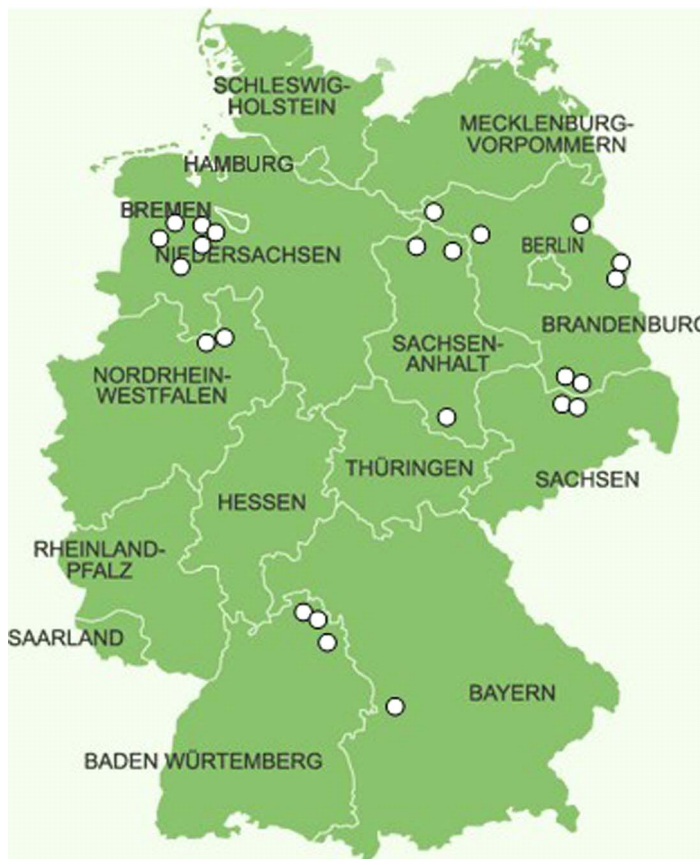 SCHLESWIG-
HOLSTEIN
MECKLENBURG-
VORPOMMERN
HAMBURG
BREMEN
NIEDERSACHSEN
BERLIN
BRANDENBURG
SACHSEN-
ANHALT
NORDRHEIN-
WESTFALEN
THÜRINGEN
SACHSEN
HESSEN
RHEINLAND-
PFALZ
SAARLAND
BAYERN
BADEN WÜRTEMBERG